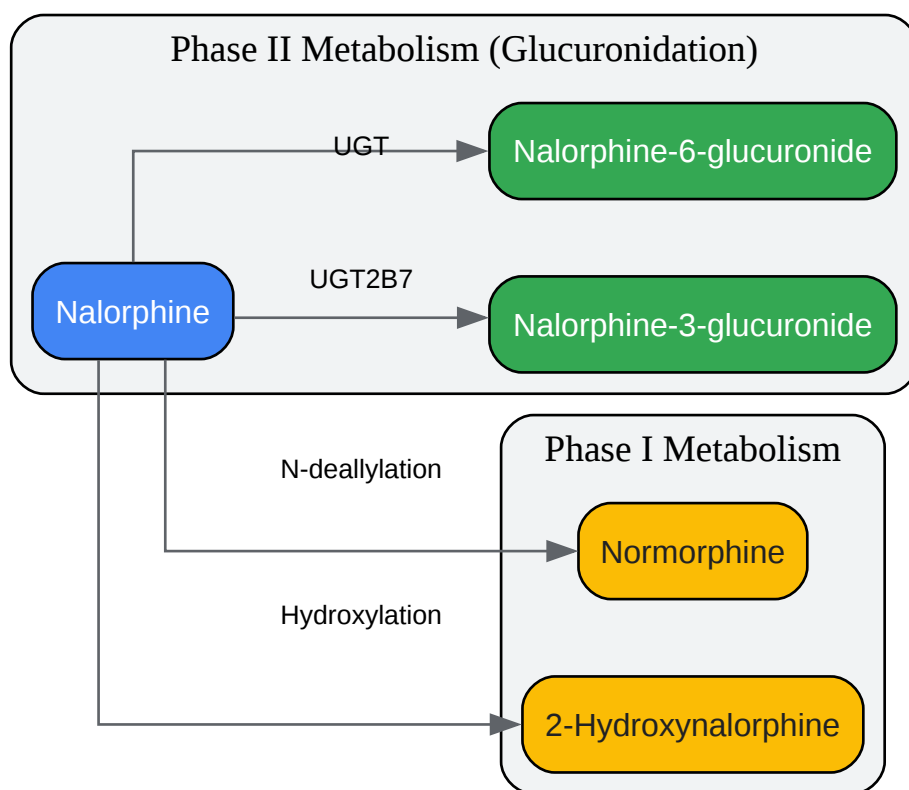 Phase II Metabolism (Glucuronidation)
UGT
Nalorphine-6-glucuronide
UGT2B7
Nalorphine
Nalorphine-3-glucuronide
Phase I Metabolism
N-deallylation
Normorphine
Hydroxylation
2-Hydroxynalorphine